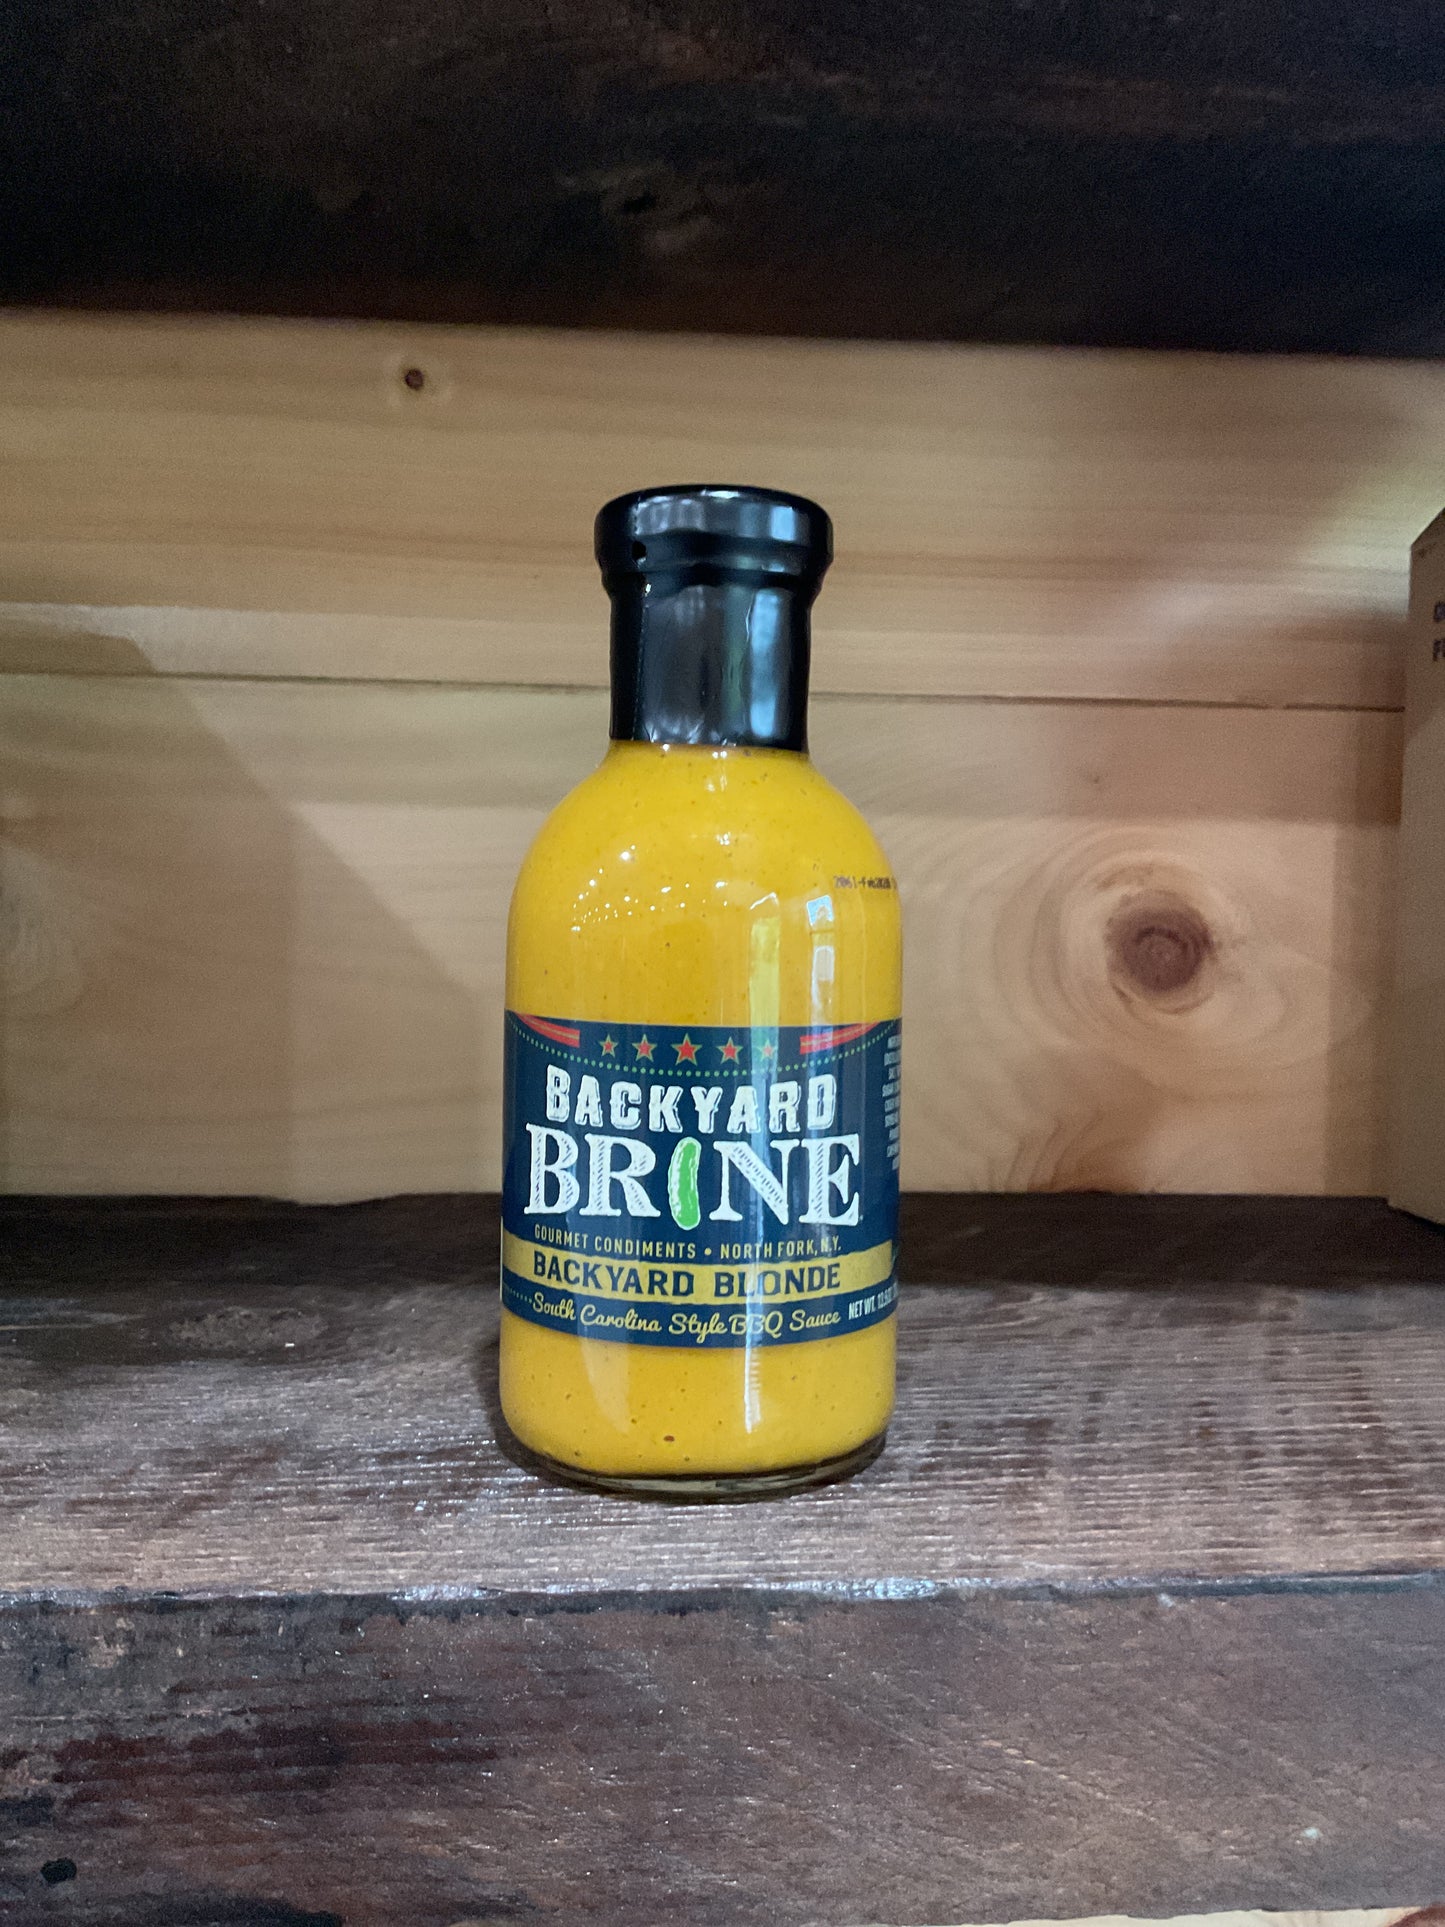 BACKYARD
BRINE
GOURMET CONDIMENTS • NORTH FORK, N.Y.
BACKYARD BLONDE
South Carolina Style BBQ Sauce
NET WT.